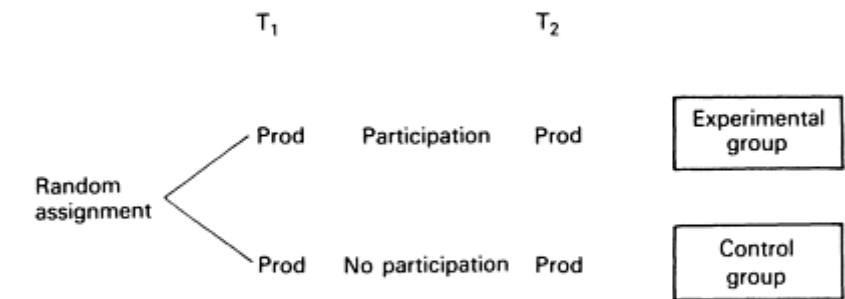 T₁ T₂
Prod Participation Prod Experimental group
Random
assignment
Prod No participation Prod Control group